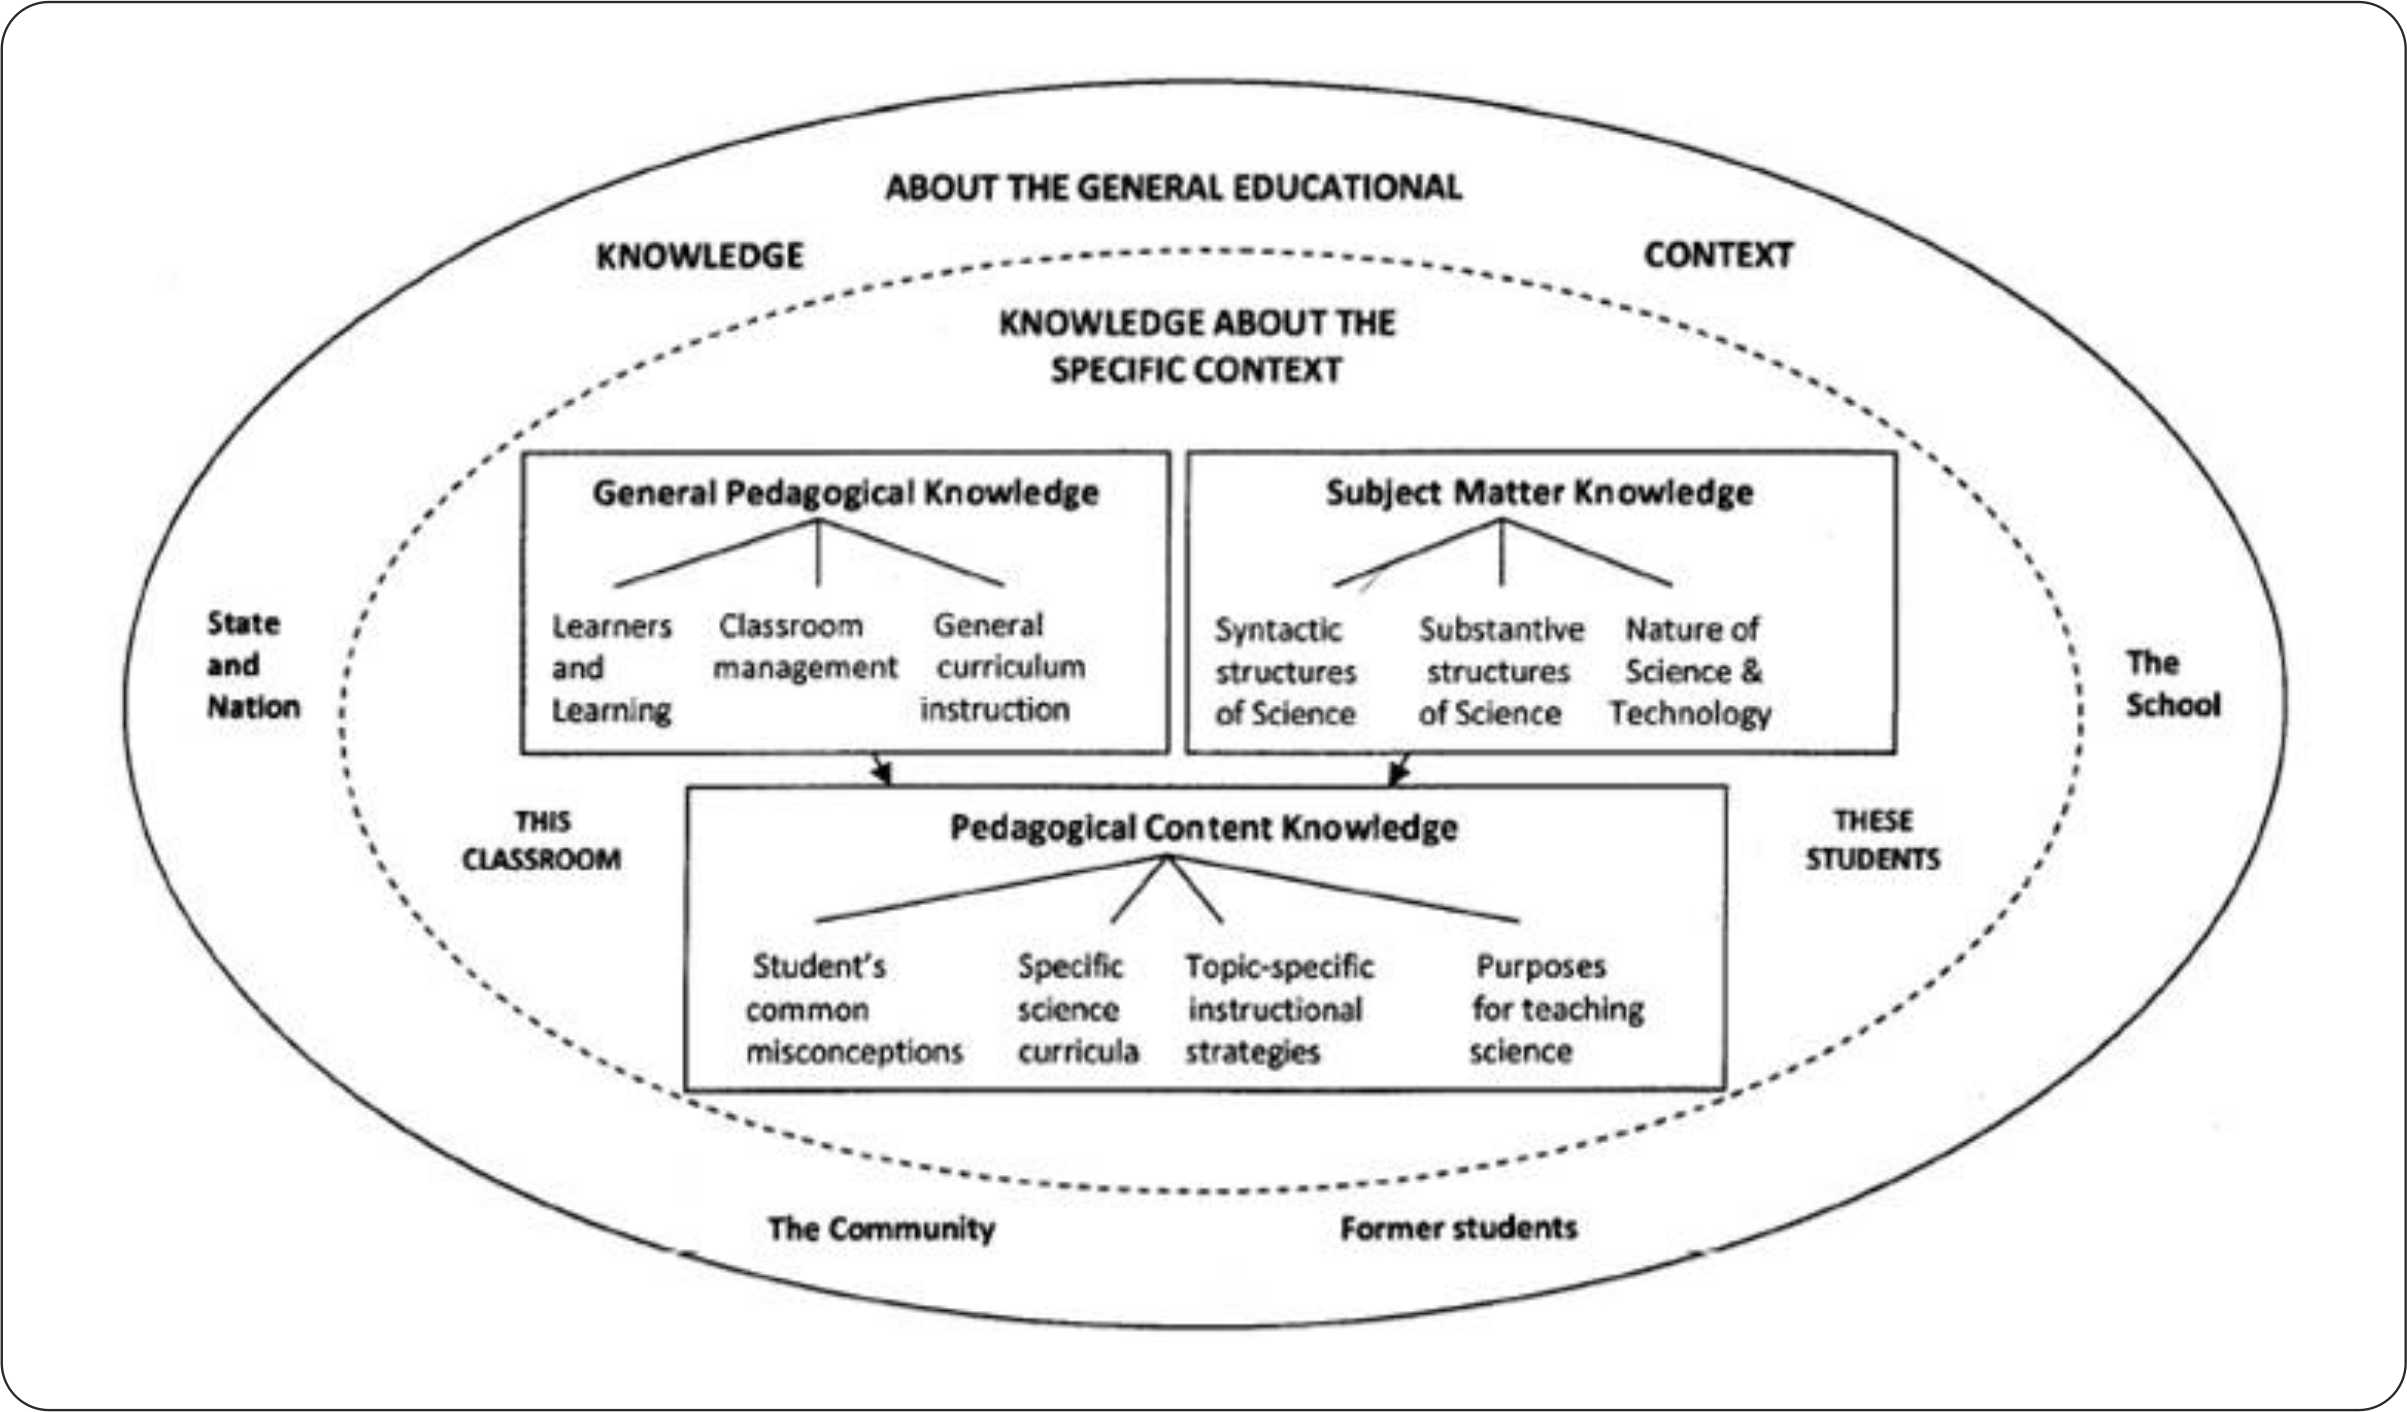 ABOUT THE GENERAL EDUCATIONAL
KNOWLEDGE
CONTEXT
KNOWLEDGE ABOUT THE
SPECIFIC CONTEXT
General Pedagogical Knowledge
Learners
and
Learning
Classroom
management
General
curriculum
instruction
Subject Matter Knowledge
Syntactic
structures
of Science
Substantive
structures
of Science
Nature of
Science &
Technology
State
and
Nation
The
School
THIS
CLASSROOM
THESE
STUDENTS
Pedagogical Content Knowledge
Student's
common
misconceptions
Specific
science
curricula
Topic-specific
instructional
strategies
Purposes
for teaching
science
The Community
Former students